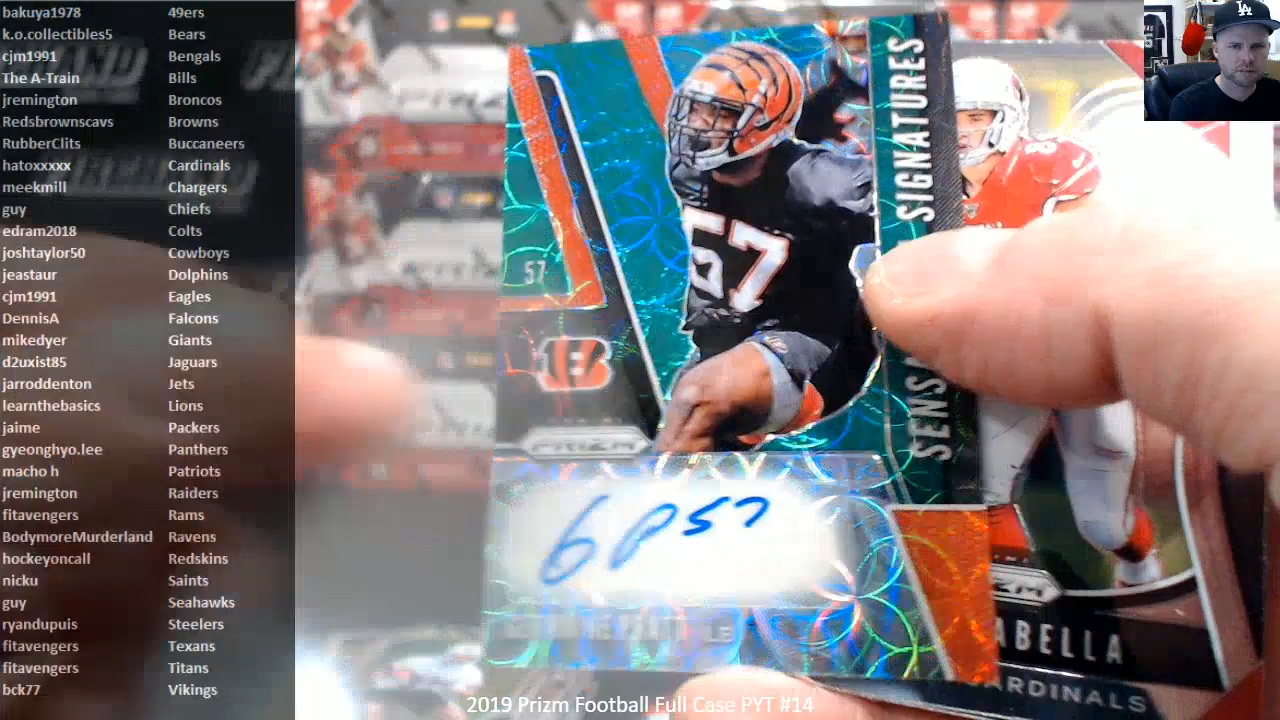 bakuya1978 49ers
k.o.collectibles5 Bears
cjm1991 Bengals
The A-Train Bills
jremington Broncos
Redsbrownscavs Browns
RubberClits Buccaneers
hatoxxxxx Cardinals
meekmill Chargers
guy Chiefs
edram2018 Colts
joshtaylor50 Cowboys
jeastaur Dolphins
cjm1991 Eagles
DennisA Falcons
mikedyer Giants
d2uxist85 Jaguars
jarroddenton Jets
learnthebasics Lions
jaime Packers
gyeonghyo.lee Panthers
macho h Patriots
jremington Raiders
fitavengers Rams
BodymoreMurderland Ravens
hockeyoncall Redskins
nicku Saints
guy Seahawks
ryandupuis Steelers
fitavengers Texans
fitavengers Titans
bck77 Vikings
SIGNATURES
SENS
57
57
B
PRIZM
6P57
LB
ABELLA
CARDINALS
LA
2019 Prizm Football Full Case PYT #14